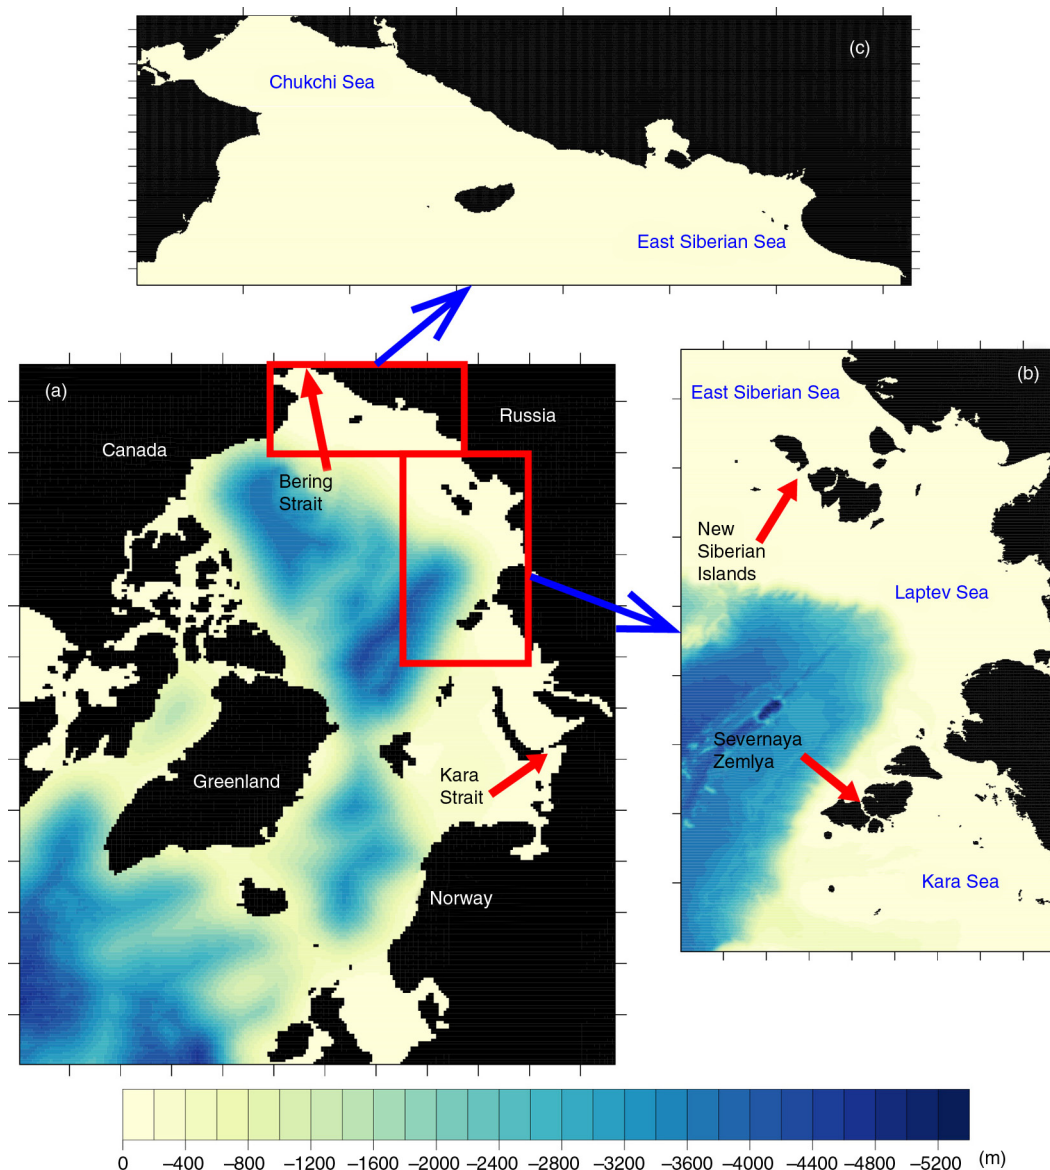 (c)
Chukchi Sea
East Siberian Sea
(a)
Russia
Canada
Bering
Strait
Greenland
Kara
Strait
Norway
(b)
East Siberian Sea
New
Siberian
Islands
Laptev Sea
Severnaya
Zemlya
Kara Sea
0 −400 −800 −1200 −1600 −2000 −2400 −2800 −3200 −3600 −4000 −4400 −4800 −5200 (m)